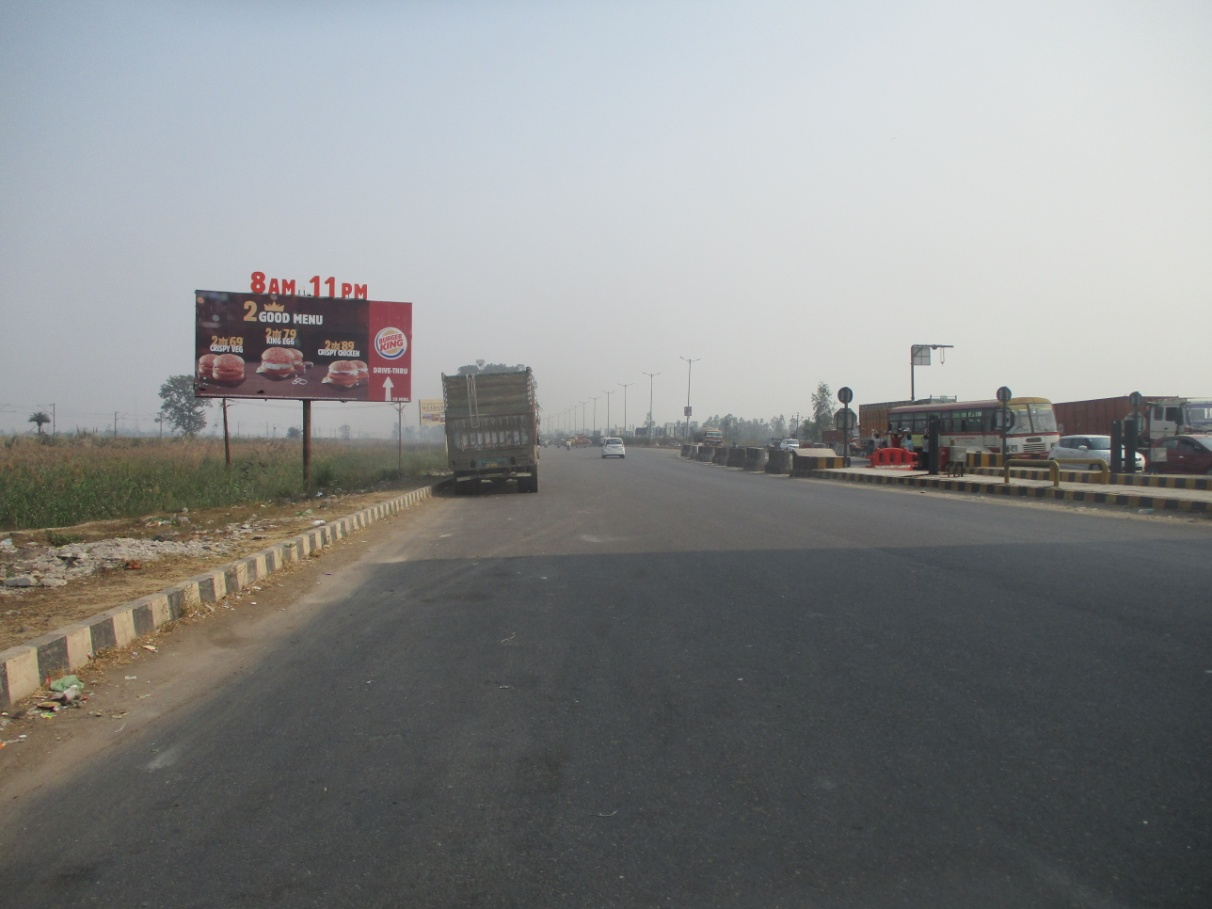 8AM 11PM
2 GOOD MENU
2 for 69
CRISPY VEG
2 for 79
KING EGG
2 for 89
CRISPY CHICKEN
BURGER
KING
DRIVE-THRU